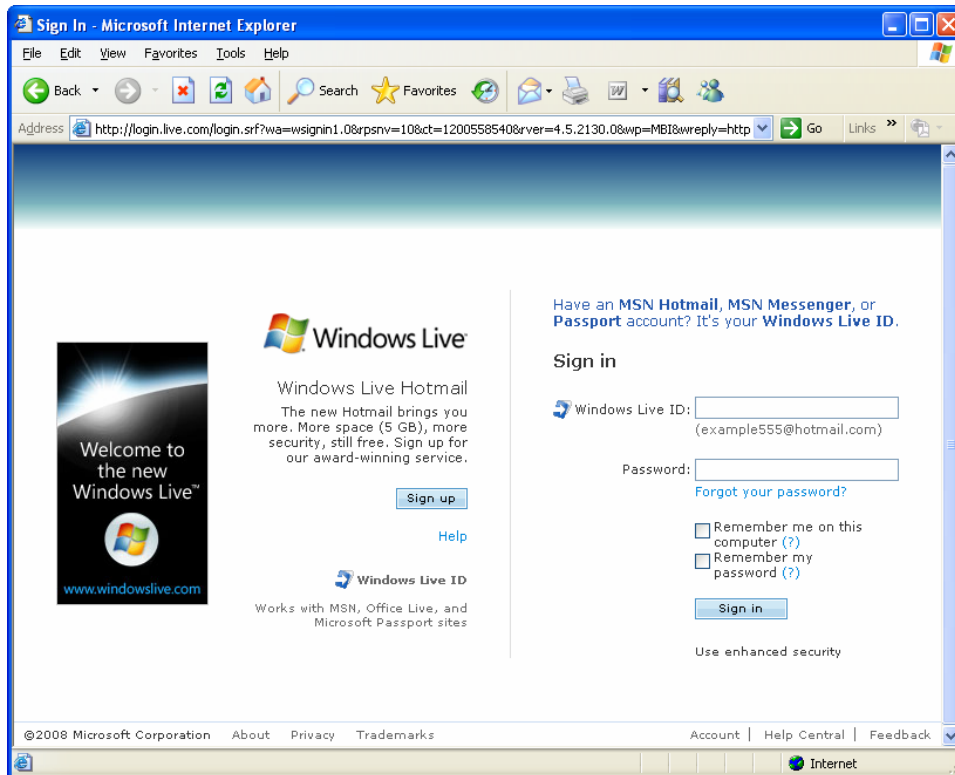 Sign In - Microsoft Internet Explorer
File Edit View Favorites Tools Help
Back Search Favorites
Address http://login.live.com/login.srf?wa=wsignin1.0&rpsnv=10&ct=1200558540&rver=4.5.2130.0&wp=MBI&wreply=http Go Links »
Welcome to
the new
Windows Live™
www.windowslive.com
Windows Live
Windows Live Hotmail
The new Hotmail brings you
more. More space (5 GB), more
security, still free. Sign up for
our award-winning service.
Sign up
Help
Windows Live ID
Works with MSN, Office Live, and
Microsoft Passport sites
Have an MSN Hotmail, MSN Messenger, or
Passport account? It's your Windows Live ID.
Sign in
Windows Live ID:
(example555@hotmail.com)
Password:
Forgot your password?
Remember me on this
computer (?)
Remember my
password (?)
Sign in
Use enhanced security
©2008 Microsoft Corporation About Privacy Trademarks Account | Help Central | Feedback
Internet